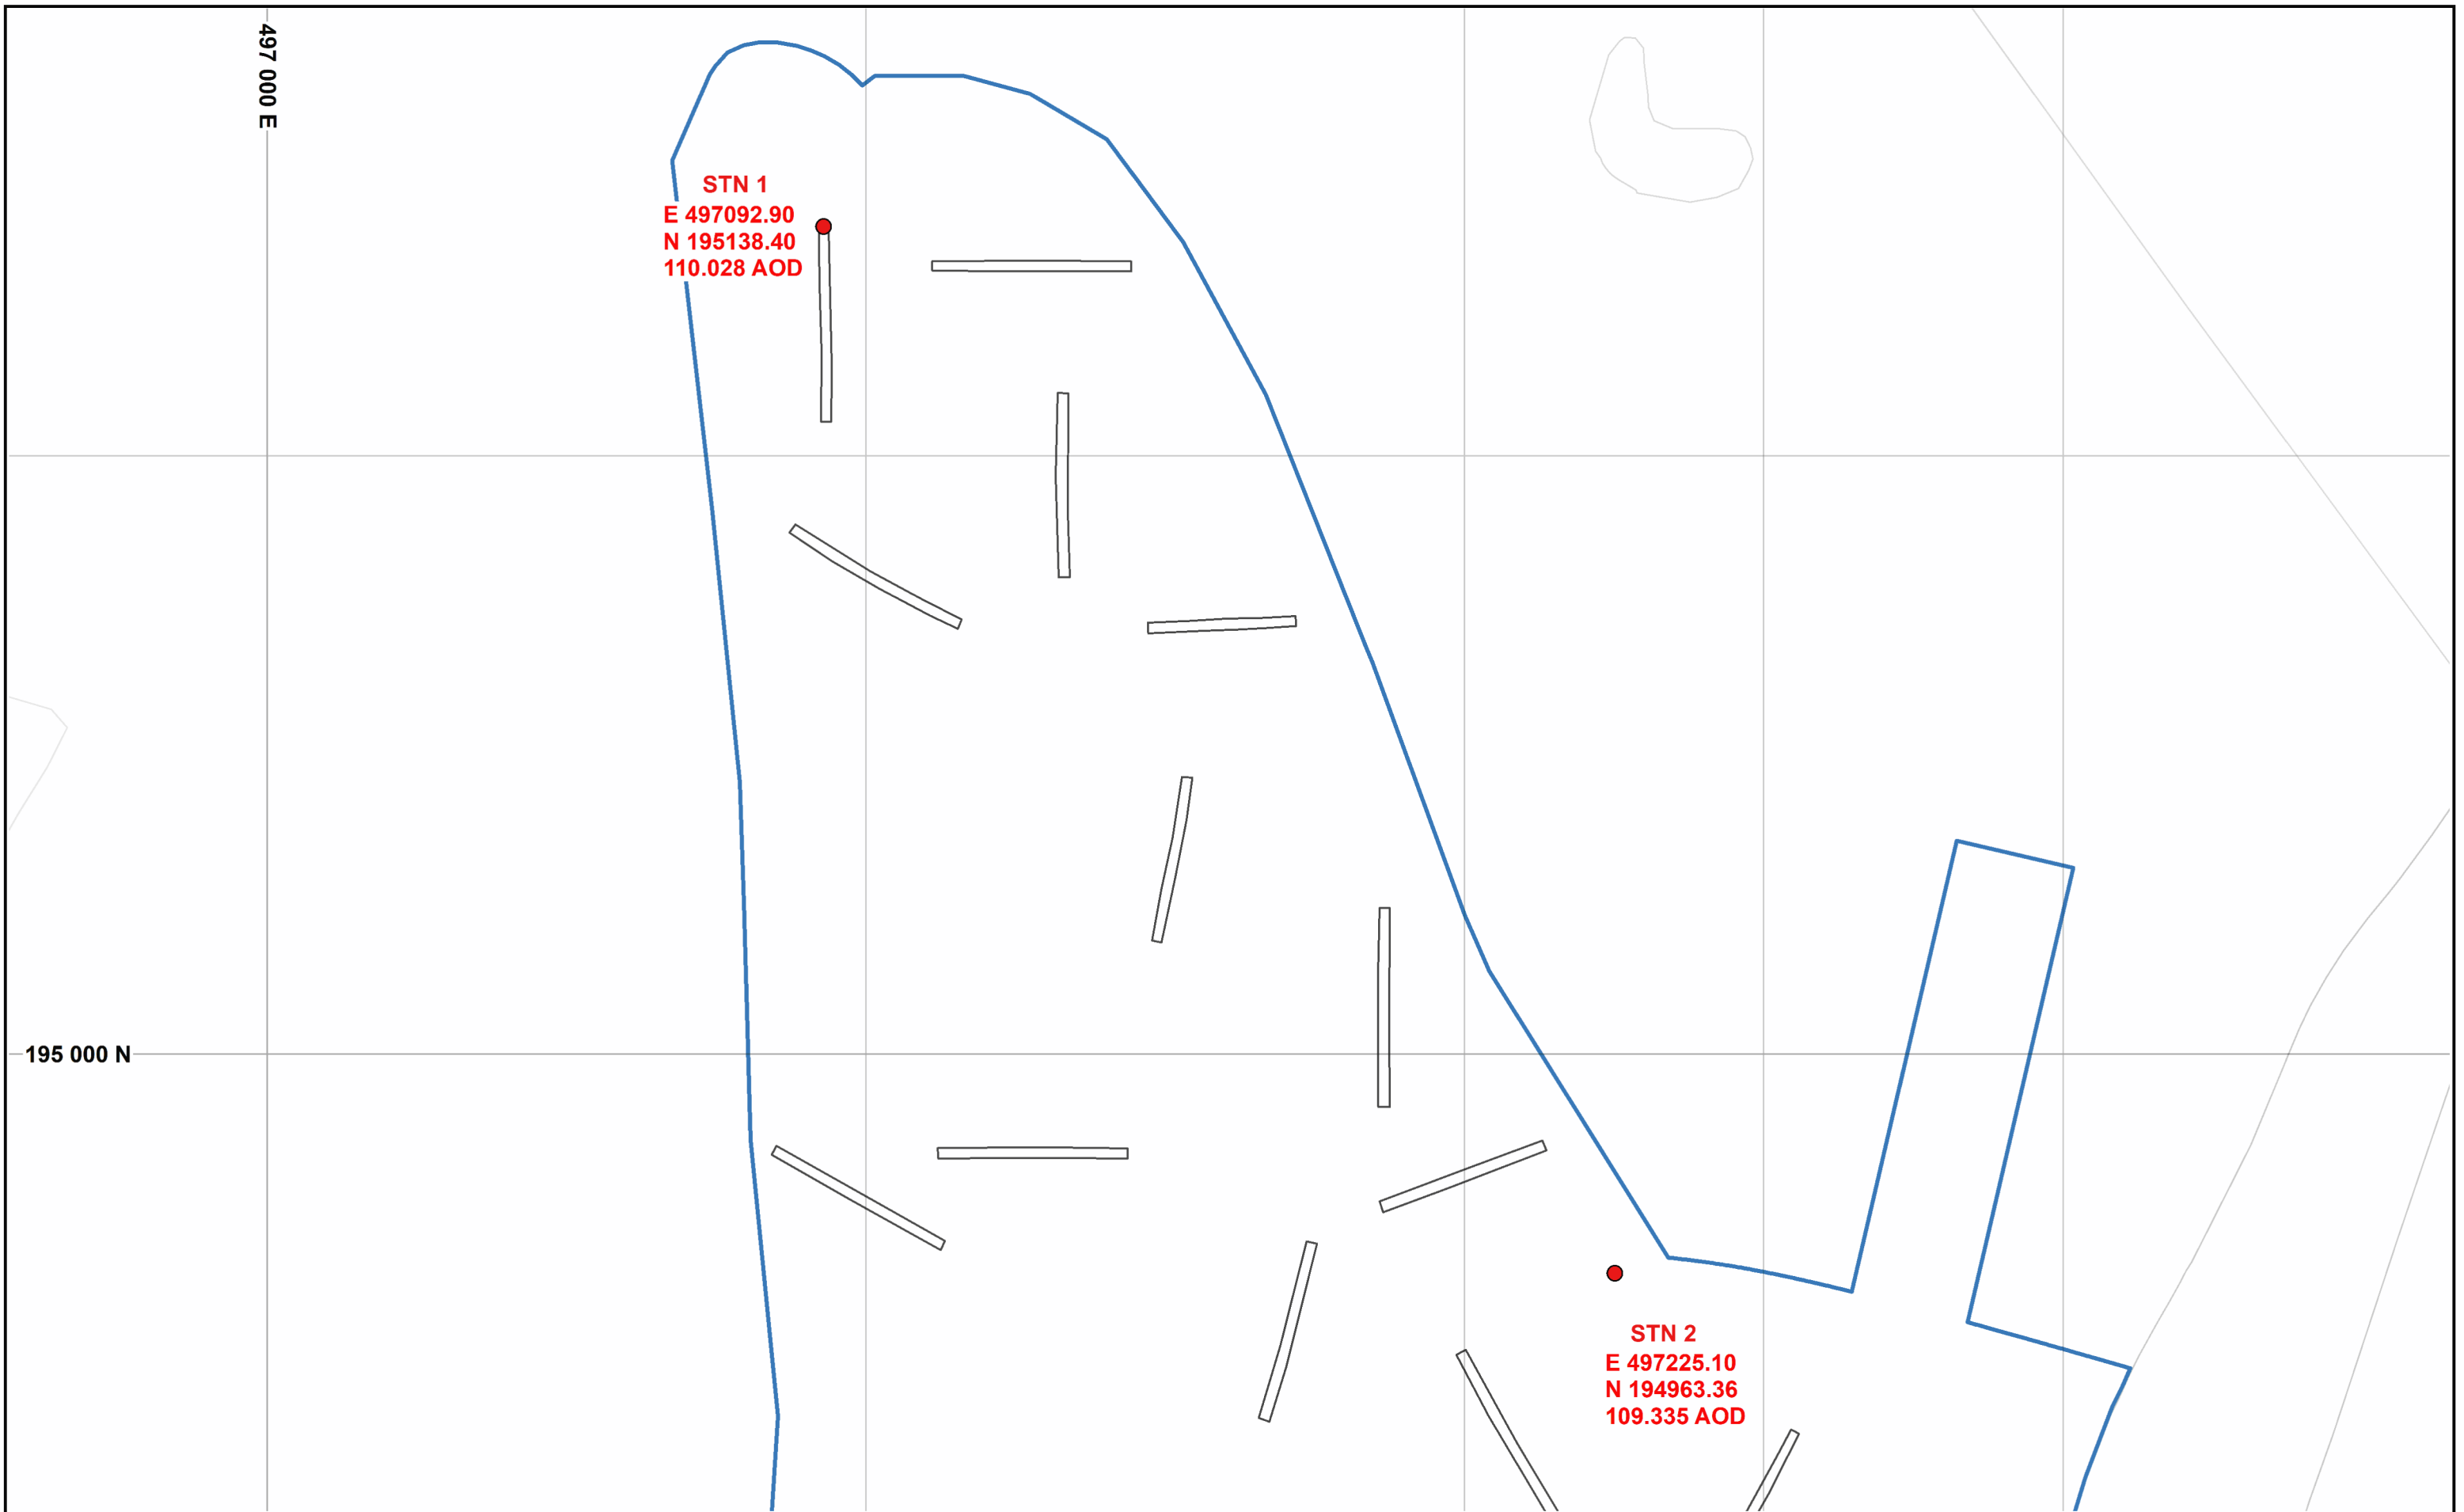 497 000 E
STN 1
E 497092.90
N 195138.40
110.028 AOD
195 000 N
STN 2
E 497225.10
N 194963.36
109.335 AOD